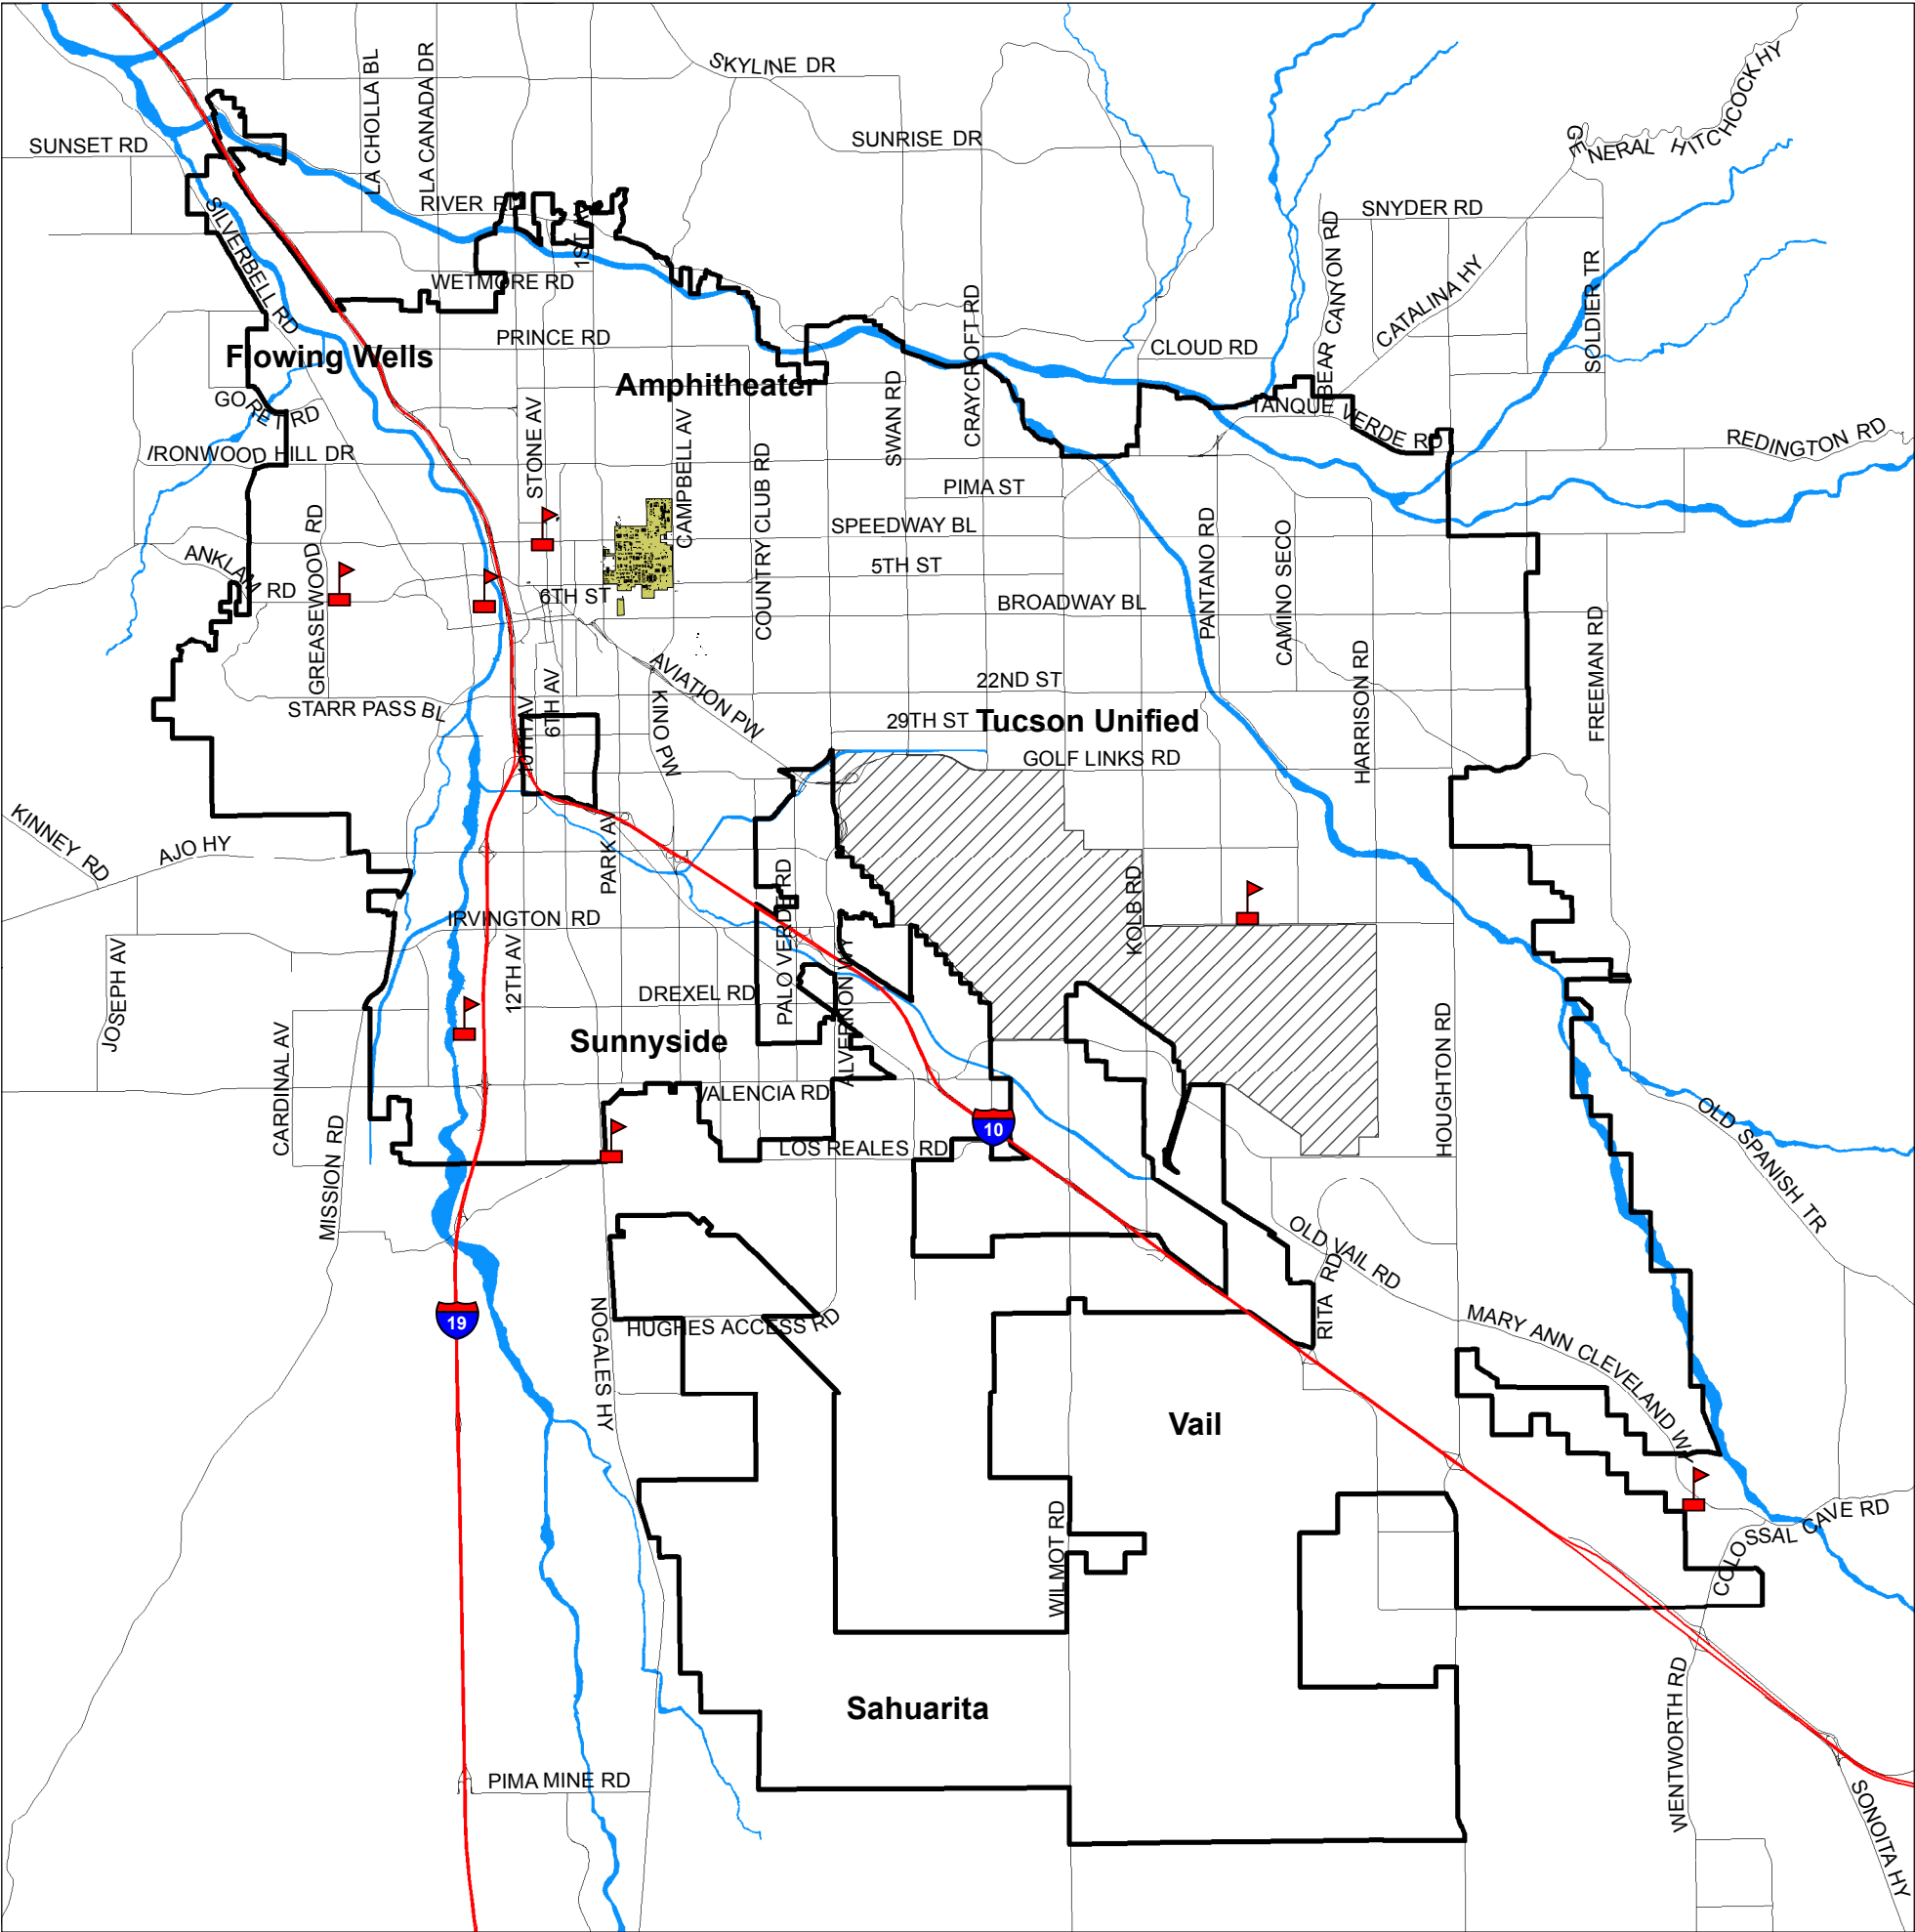 SKYLINE DR
LA CHOLLA BL
LA CANADA DR
SUNSET RD
SUNRISE DR
GENERAL HITCHCOCK HY
RIVER RD
SNYDER RD
SILVERBELL RD
1ST AV
BEAR CANYON RD
WETMORE RD
CATALINA HY
SOLDIER TR
PRINCE RD
CRAYCROFT RD
CLOUD RD
Flowing Wells
Amphitheater
SWAN RD
GORET RD
TANQUE VERDE RD
REDINGTON RD
IRONWOOD HILL DR
STONE AV
CAMPBELL AV
COUNTRY CLUB RD
PIMA ST
SPEEDWAY BL
PANTANO RD
CAMINO SECO
ANKLAM RD
GREASEWOOD RD
5TH ST
6TH ST
BROADWAY BL
FREEMAN RD
HARRISON RD
AVIATION PW
22ND ST
STARR PASS BL
10TH AV
6TH AV
KINO PW
29TH ST
Tucson Unified
GOLF LINKS RD
KINNEY RD
AJO HY
PARK AV
PALO VERDE RD
KOLB RD
IRVINGTON RD
JOSEPH AV
12TH AV
DREXEL RD
ALVERNON WY
Sunnyside
HOUGHTON RD
CARDINAL AV
VALENCIA RD
10
OLD SPANISH TR
MISSION RD
LOS REALES RD
OLD VAIL RD
RITA RD
19
NOGALES HY
HUGHES ACCESS RD
MARY ANN CLEVELAND WY
Vail
WILMOT RD
COLOSSAL CAVE RD
Sahuarita
WENTWORTH RD
PIMA MINE RD
SONOITA HY